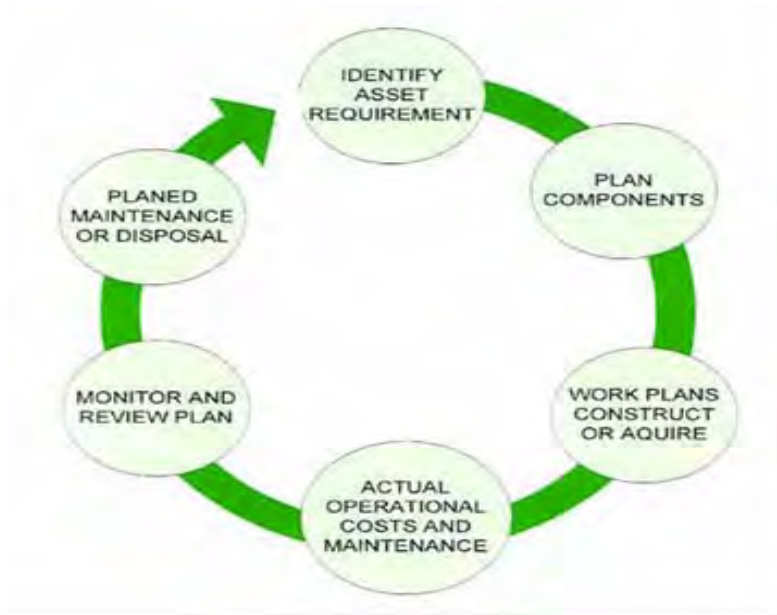 IDENTIFY
ASSET
REQUIREMENT
PLAN
COMPONENTS
WORK PLANS
CONSTRUCT
OR AQUIRE
ACTUAL
OPERATIONAL
COSTS AND
MAINTENANCE
MONITOR AND
REVIEW PLAN
PLANED
MAINTENANCE
OR DISPOSAL